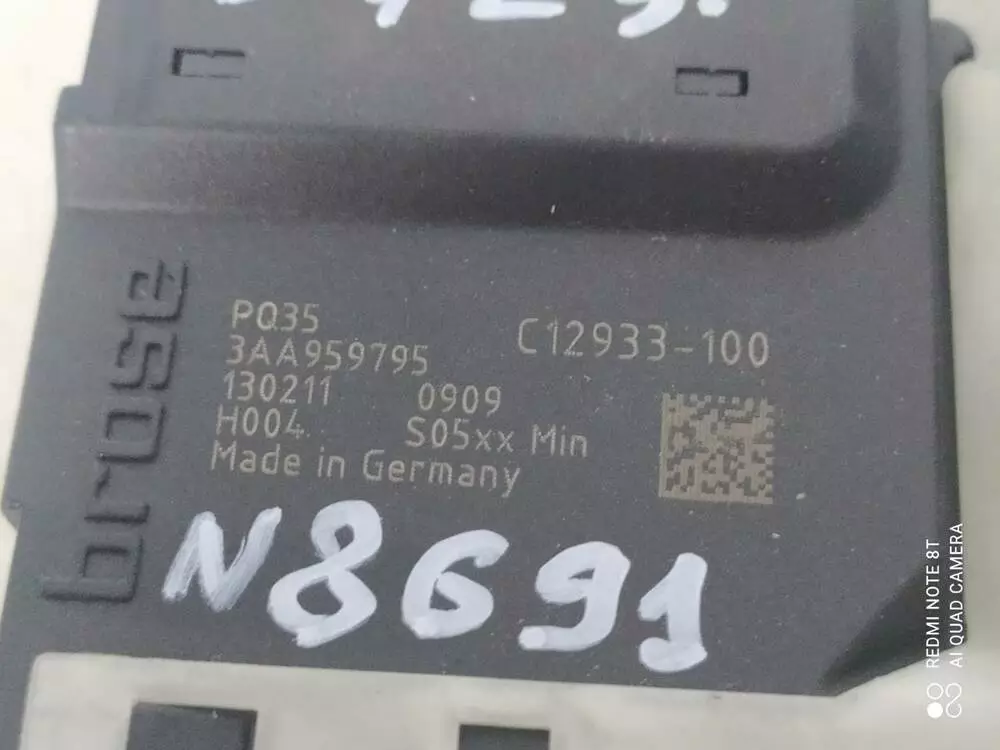 brose
PQ35
3AA959795
C12933-100
130211 0909
H004 S05xx Min
Made in Germany
N8691
REDMI NOTE 8T
AI QUAD CAMERA